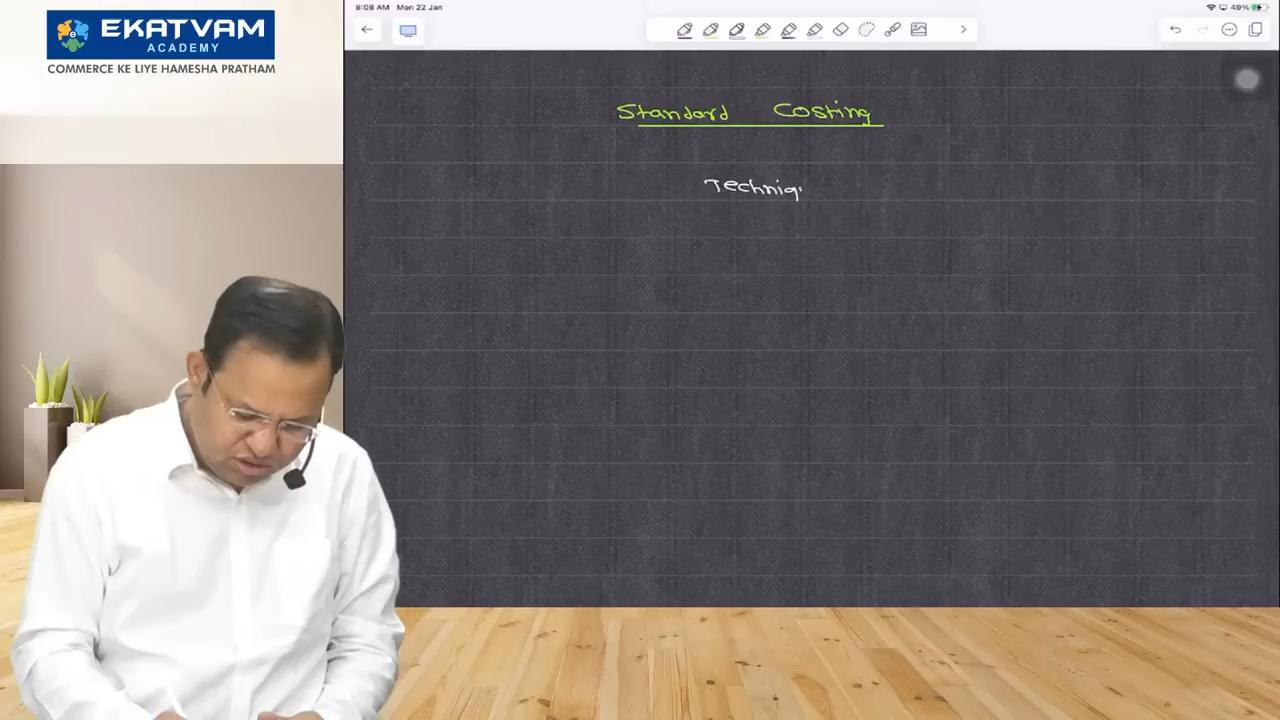 EKATVAM
ACADEMY
COMMERCE KE LIYE HAMESHA PRATHAM
8:08 AM Mon 22 Jan
49%
Standard Costing
Techniq